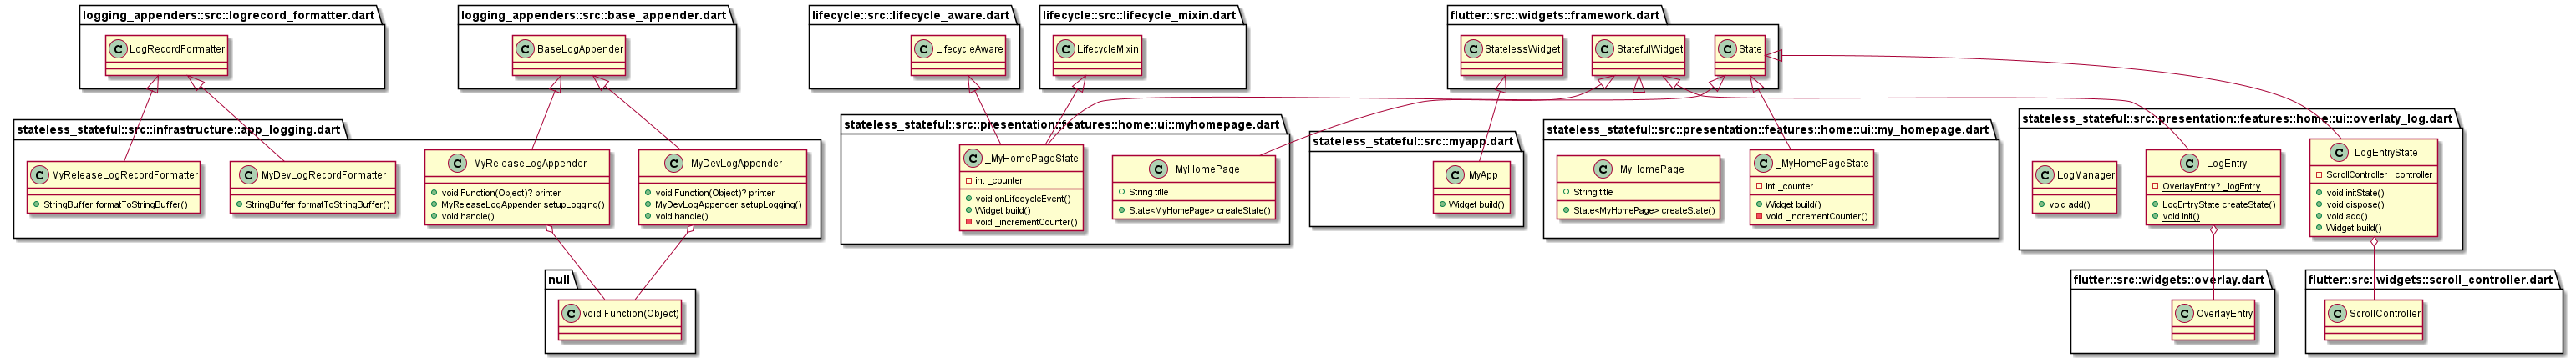 logging_appenders::src::logrecord_formatter.dart
C LogRecordFormatter
logging_appenders::src::base_appender.dart
C BaseLogAppender
lifecycle::src::lifecycle_aware.dart
C LifecycleAware
lifecycle::src::lifecycle_mixin.dart
C LifecycleMixin
flutter::src::widgets::framework.dart
C StatelessWidget
C StatefulWidget
C State
stateless_stateful::src::infrastructure::app_logging.dart
C MyReleaseLogRecordFormatter
StringBuffer formatToStringBuffer()
C MyDevLogRecordFormatter
StringBuffer formatToStringBuffer()
C MyReleaseLogAppender
void Function(Object)? printer
MyReleaseLogAppender setupLogging()
void handle()
C MyDevLogAppender
void Function(Object)? printer
MyDevLogAppender setupLogging()
void handle()
stateless_stateful::src::presentation::features::home::ui::myhomepage.dart
C _MyHomePageState
int _counter
void onLifecycleEvent()
Widget build()
void _incrementCounter()
C MyHomePage
String title
State<MyHomePage> createState()
stateless_stateful::src::myapp.dart
C MyApp
Widget build()
stateless_stateful::src::presentation::features::home::ui::my_homepage.dart
C MyHomePage
String title
State<MyHomePage> createState()
C _MyHomePageState
int _counter
Widget build()
void _incrementCounter()
stateless_stateful::src::presentation::features::home::ui::overlaty_log.dart
C LogManager
void add()
C LogEntry
OverlayEntry? _logEntry
LogEntryState createState()
void init()
C LogEntryState
ScrollController _controller
void initState()
void dispose()
void add()
Widget build()
null
C void Function(Object)
flutter::src::widgets::overlay.dart
C OverlayEntry
flutter::src::widgets::scroll_controller.dart
C ScrollController